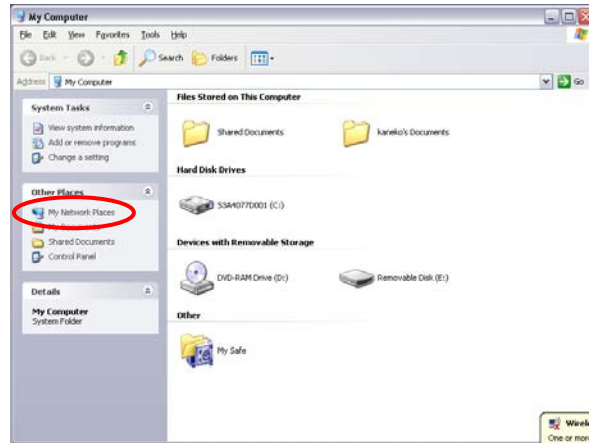 My Computer
File Edit View Favorites Tools Help
Back Search Folders
Address My Computer Go
System Tasks
View system information
Add or remove programs
Change a setting
Other Places
My Network Places
My Documents
Shared Documents
Control Panel
Details
My Computer
System Folder
Files Stored on This Computer
Shared Documents kaneko's Documents
Hard Disk Drives
S3A4077D001 (C:)
Devices with Removable Storage
DVD-RAM Drive (D:) Removable Disk (E:)
Other
My Safe
Wirel
One or mor